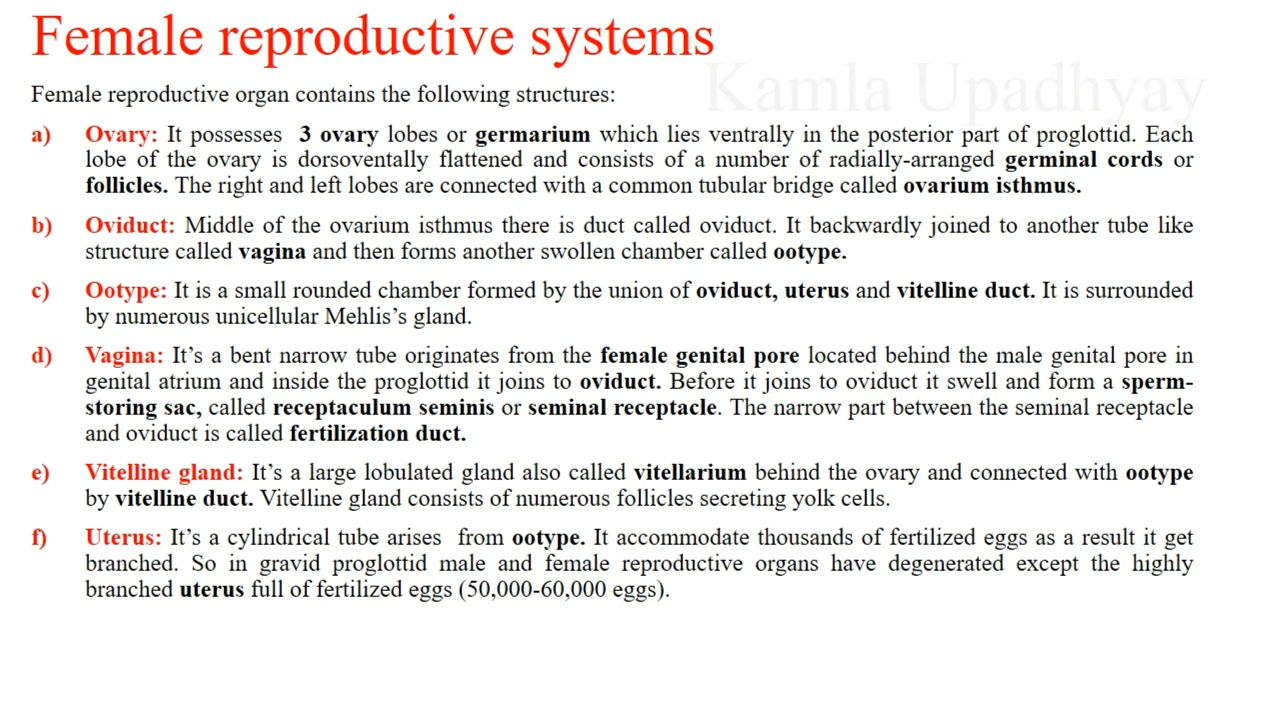 Female reproductive systems
Kamla Upadhyay
Female reproductive organ contains the following structures:
a) Ovary: It possesses 3 ovary lobes or germarium which lies ventrally in the posterior part of proglottid. Each
lobe of the ovary is dorsoventally flattened and consists of a number of radially-arranged germinal cords or
follicles. The right and left lobes are connected with a common tubular bridge called ovarium isthmus.
b) Oviduct: Middle of the ovarium isthmus there is duct called oviduct. It backwardly joined to another tube like
structure called vagina and then forms another swollen chamber called ootype.
c) Ootype: It is a small rounded chamber formed by the union of oviduct, uterus and vitelline duct. It is surrounded
by numerous unicellular Mehlis's gland.
d) Vagina: It's a bent narrow tube originates from the female genital pore located behind the male genital pore in
genital atrium and inside the proglottid it joins to oviduct. Before it joins to oviduct it swell and form a sperm-
storing sac, called receptaculum seminis or seminal receptacle. The narrow part between the seminal receptacle
and oviduct is called fertilization duct.
e) Vitelline gland: It's a large lobulated gland also called vitellarium behind the ovary and connected with ootype
by vitelline duct. Vitelline gland consists of numerous follicles secreting yolk cells.
f) Uterus: It's a cylindrical tube arises from ootype. It accommodate thousands of fertilized eggs as a result it get
branched. So in gravid proglottid male and female reproductive organs have degenerated except the highly
branched uterus full of fertilized eggs (50,000-60,000 eggs).